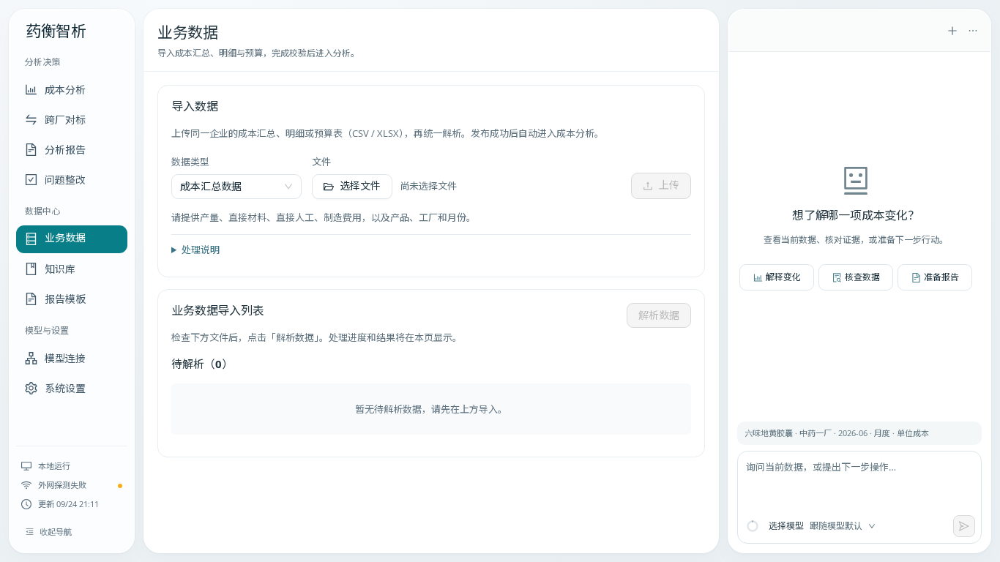 药衡智析
分析决策
成本分析
跨厂对标
分析报告
问题整改
数据中心
业务数据
知识库
报告模板
模型与设置
模型连接
系统设置
本地运行
外网探测失败
更新 09/24 21:11
收起导航
业务数据
导入成本汇总、明细与预算，完成校验后进入分析。
导入数据
上传同一企业的成本汇总、明细或预算表（CSV / XLSX），再统一解析。发布成功后自动进入成本分析。
数据类型
文件
成本汇总数据
选择文件
尚未选择文件
上传
请提供产量、直接材料、直接人工、制造费用，以及产品、工厂和月份。
处理说明
业务数据导入列表
解析数据
检查下方文件后，点击「解析数据」。处理进度和结果将在本页显示。
待解析（0）
暂无待解析数据，请先在上方导入。
想了解哪一项成本变化？
查看当前数据、核对证据，或准备下一步行动。
解释变化
核查数据
准备报告
六味地黄胶囊 · 中药一厂 · 2026-06 · 月度 · 单位成本
询问当前数据，或提出下一步操作...
选择模型 跟随模型默认